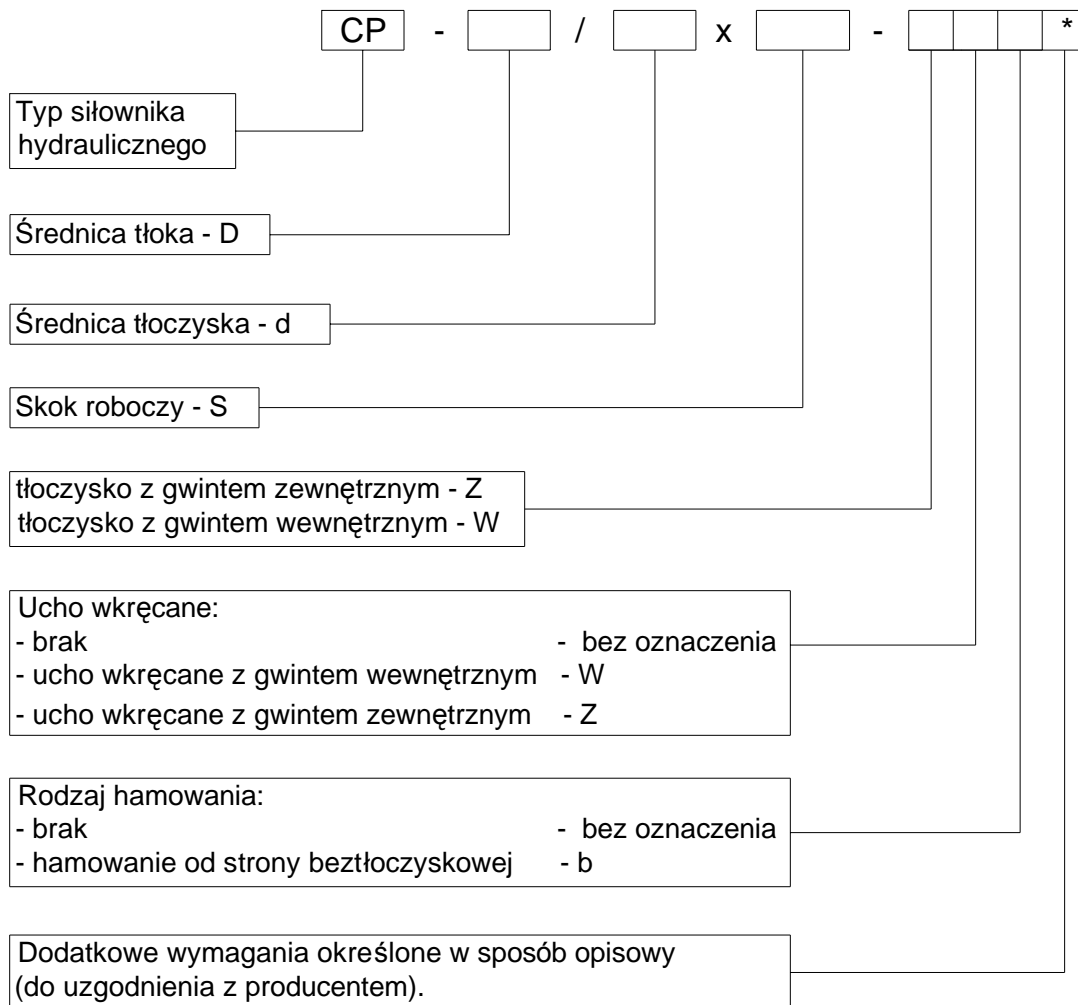 CP - / x - *
Typ siłownika
hydraulicznego
Średnica tłoka - D
Średnica tłoczyska - d
Skok roboczy - S
tłoczysko z gwintem zewnętrznym - Z
tłoczysko z gwintem wewnętrznym - W
Ucho wkręcane:
- brak - bez oznaczenia
- ucho wkręcane z gwintem wewnętrznym - W
- ucho wkręcane z gwintem zewnętrznym - Z
Rodzaj hamowania:
- brak - bez oznaczenia
- hamowanie od strony beztłoczyskowej - b
Dodatkowe wymagania określone w sposób opisowy
(do uzgodnienia z producentem).